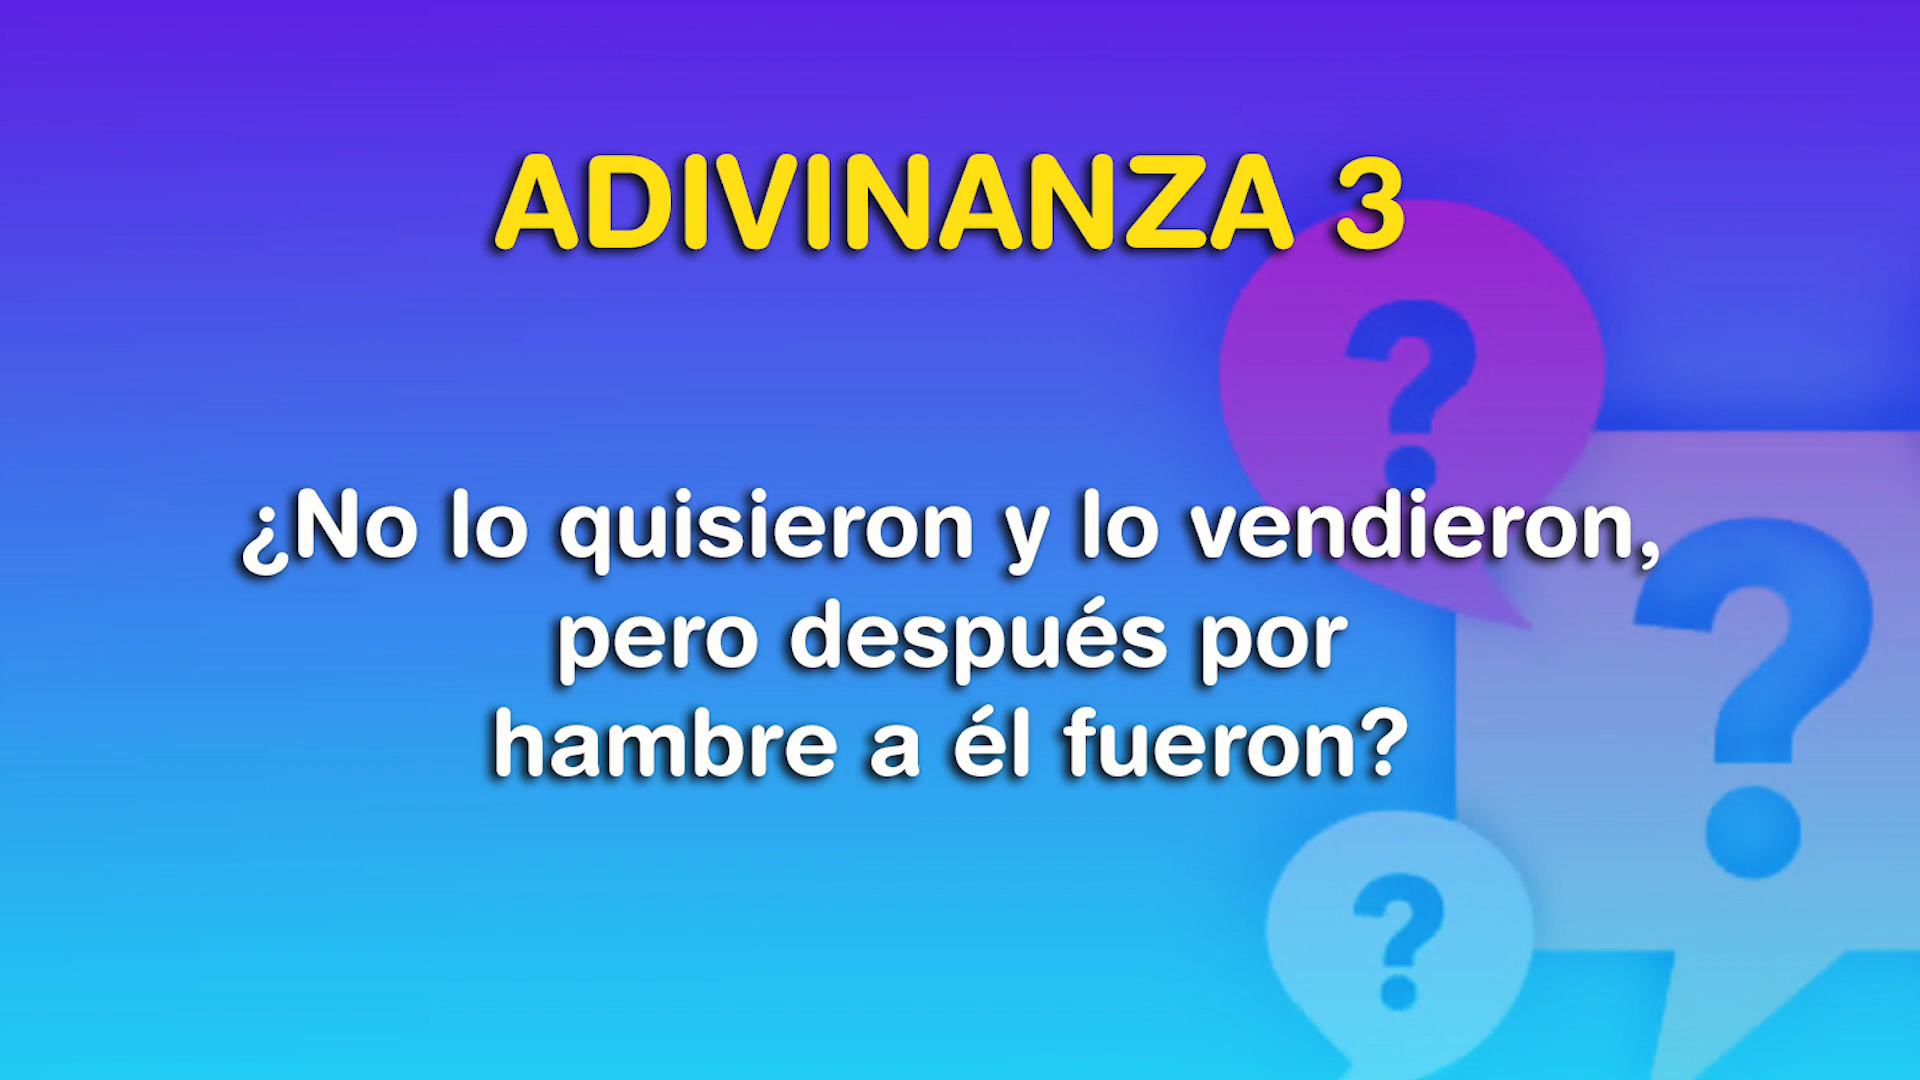 ADIVINANZA 3
¿No lo quisieron y lo vendieron,
pero después por
hambre a él fueron?